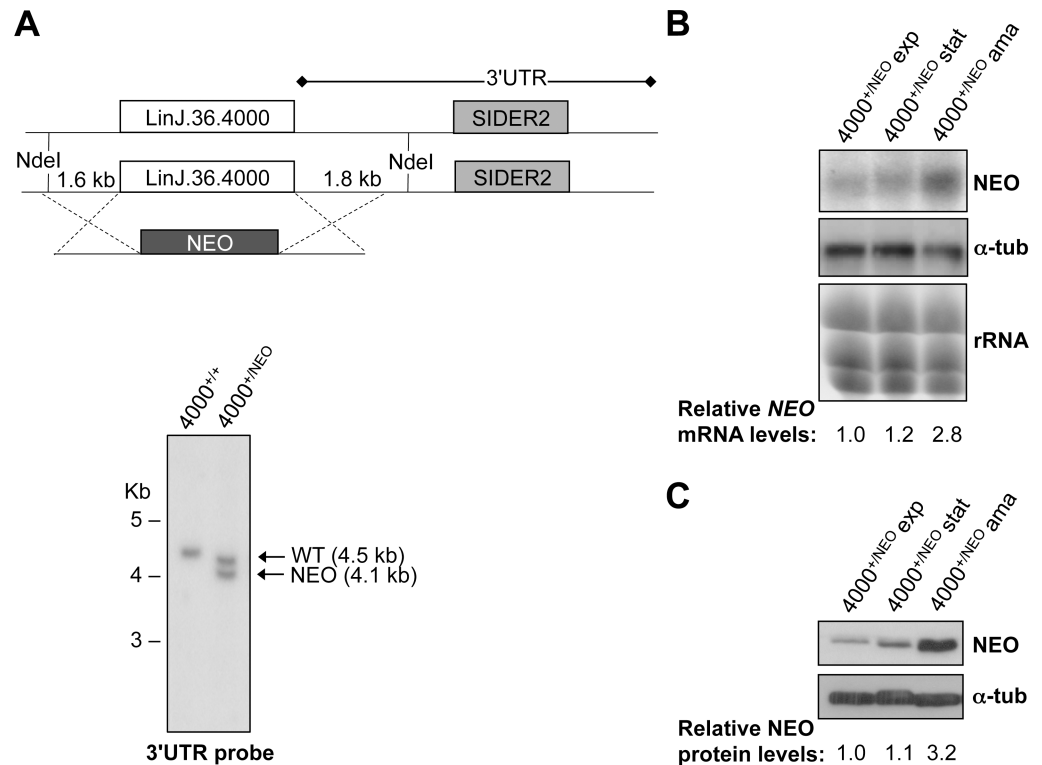 A
3'UTR
LinJ.36.4000
SIDER2
NdeI
NdeI
1.6 kb
LinJ.36.4000
1.8 kb
SIDER2
NEO
4000+/+
4000+/NEO
Kb
5
WT (4.5 kb)
4
NEO (4.1 kb)
3
3'UTR probe
B
4000+/NEO exp
4000+/NEO stat
4000+/NEO ama
NEO
α-tub
rRNA
Relative NEO
mRNA levels: 1.0 1.2 2.8
C
4000+/NEO exp
4000+/NEO stat
4000+/NEO ama
NEO
α-tub
Relative NEO
protein levels: 1.0 1.1 3.2